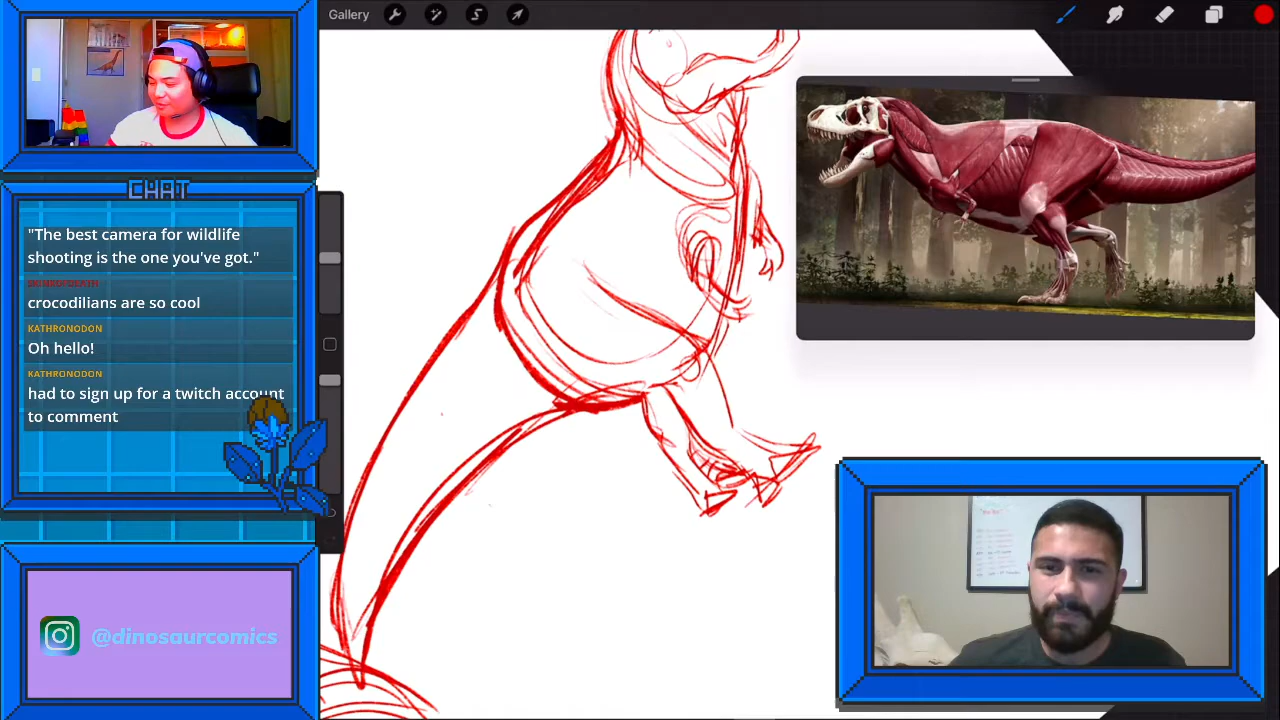 Gallery
CHAT
"The best camera for wildlife
shooting is the one you've got."
crocodilians are so cool
KATHRONODON
Oh hello!
KATHRONODON
had to sign up for a twitch account
to comment
@dinosaurcomics